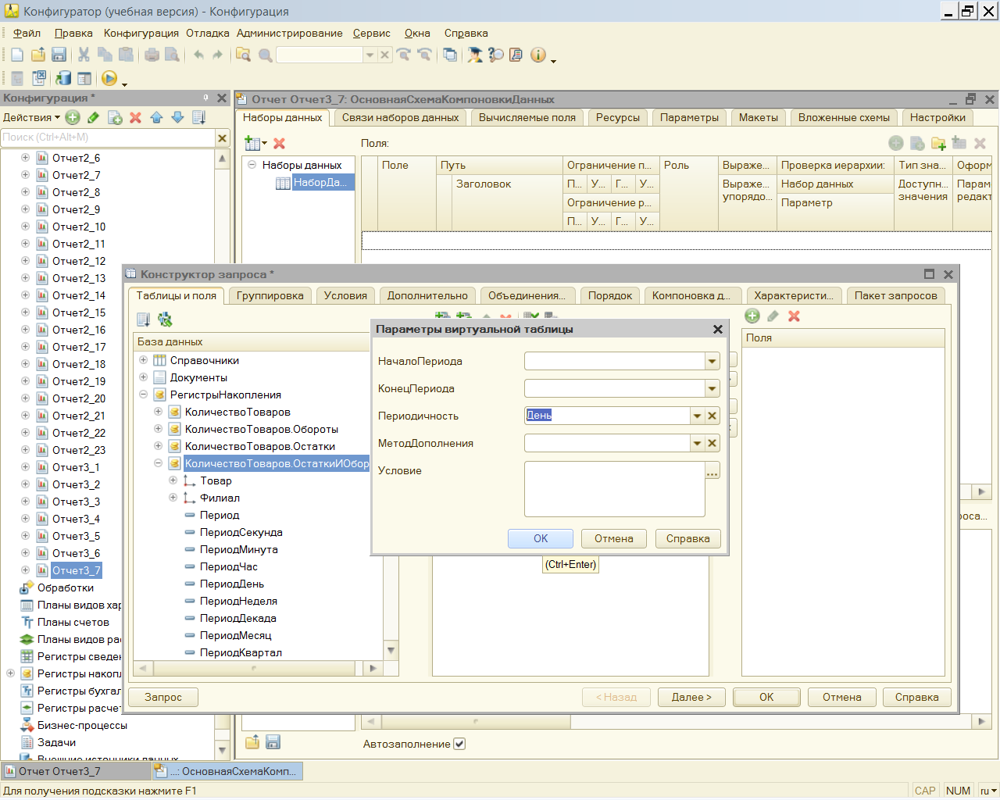 Конфигуратор (учебная версия) - Конфигурация
Файл Правка Конфигурация Отладка Администрирование Сервис Окна Справка
Конфигурация *
Действия
Поиск (Ctrl+Alt+M)
Отчет2_6
Отчет2_7
Отчет2_8
Отчет2_9
Отчет2_10
Отчет2_11
Отчет2_12
Отчет2_13
Отчет2_14
Отчет2_15
Отчет2_16
Отчет2_17
Отчет2_18
Отчет2_19
Отчет2_20
Отчет2_21
Отчет2_22
Отчет2_23
Отчет3_1
Отчет3_2
Отчет3_3
Отчет3_4
Отчет3_5
Отчет3_6
Отчет3_7
Обработки
Планы видов хар
Планы счетов
Планы видов рас
Регистры сведен
Регистры накопл
Регистры бухгал
Регистры расчет
Бизнес-процессы
Задачи
Внешние источники данных
Отчет Отчет3_7: ОсновнаяСхемаКомпоновкиДанных
Наборы данных Связи наборов данных Вычисляемые поля Ресурсы Параметры Макеты Вложенные схемы Настройки
Поля:
Наборы данных
НаборДа...
Поле Путь Ограничение п... Роль Выраже... Проверка иерархии: Тип зна... Оформ
Заголовок П... У... Г... У... Выраже... упорядо... Набор данных Доступн... значения Парам редакт
Ограничение р... Параметр
П... У... Г... У...
Конструктор запроса *
Таблицы и поля Группировка Условия Дополнительно Объединения... Порядок Компоновка д... Характеристи... Пакет запросов
База данных
Справочники
Документы
РегистрыНакопления
КоличествоТоваров
КоличествоТоваров.Обороты
КоличествоТоваров.Остатки
КоличествоТоваров.ОстаткиИОбор
Товар
Филиал
Период
ПериодСекунда
ПериодМинута
ПериодЧас
ПериодДень
ПериодНеделя
ПериодДекада
ПериодМесяц
ПериодКвартал
Поля
Параметры виртуальной таблицы
НачалоПериода
КонецПериода
Периодичность День
МетодДополнения
Условие
...
OK Отмена Справка
(Ctrl+Enter)
роса...
Запрос < Назад Далее > OK Отмена Справка
Автозаполнение
Отчет Отчет3_7 ...: ОсновнаяСхемаКомп...
Для получения подсказки нажмите F1 CAP NUM ru